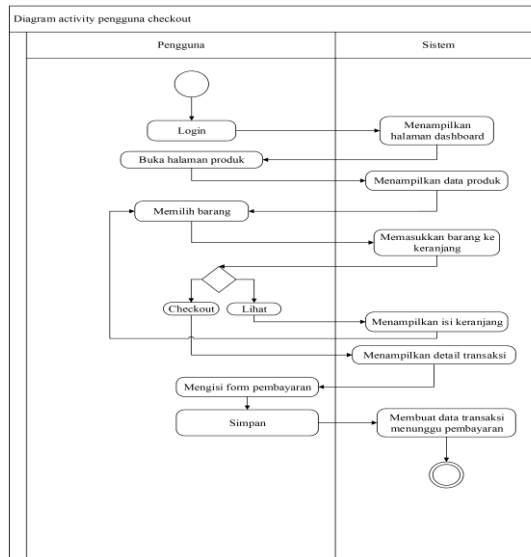 Diagram activity pengguna checkout
Pengguna
Sistem
Login
Menampilkan
halaman dashboard
Buka halaman produk
Menampilkan data produk
Memilih barang
Memasukkan barang ke
keranjang
Checkout
Lihat
Menampilkan isi keranjang
Menampilkan detail transaksi
Mengisi form pembayaran
Simpan
Membuat data transaksi
menunggu pembayaran